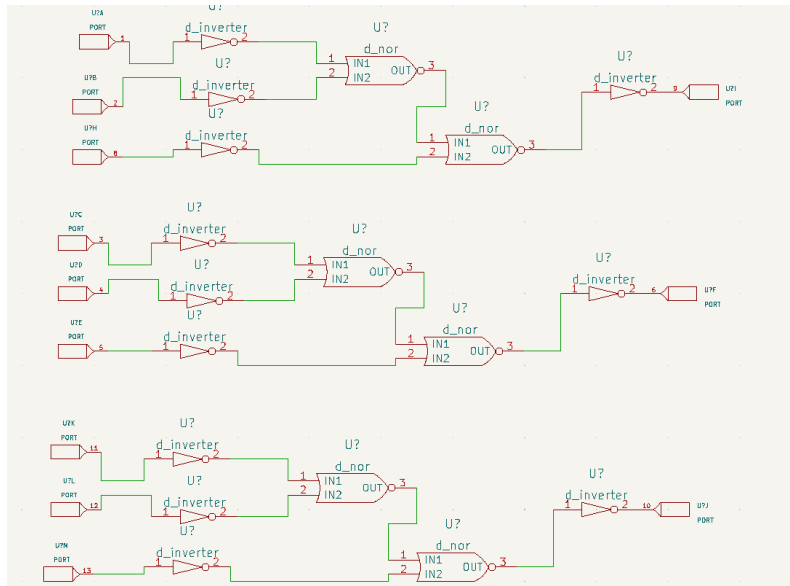 U?
U?A
d_inverter
U?
PORT
1
1
2
d_nor
1
IN1
U?
3
OUT
U?
2
IN2
U?B
d_inverter
d_inverter
PORT
1
2
1
2
9
U?I
2
U?
U?
PORT
U?H
d_inverter
d_nor
PORT
1
2
1
IN1
8
OUT
3
2
IN2
U?
U?C
d_inverter
U?
PORT
1
2
3
d_nor
1
IN1
U?
3
OUT
U?
U?D
2
IN2
d_inverter
d_inverter
PORT
1
2
1
2
6
U?F
4
U?
U?
PORT
U?E
d_inverter
d_nor
PORT
1
2
1
IN1
5
OUT
3
2
IN2
U?
U?K
d_inverter
U?
PORT
1
2
11
d_nor
1
IN1
U?
3
OUT
U?
U?L
2
IN2
d_inverter
d_inverter
PORT
1
2
1
2
10
U?J
12
U?
U?
PORT
U?N
d_inverter
d_nor
PORT
1
2
1
IN1
13
OUT
3
2
IN2